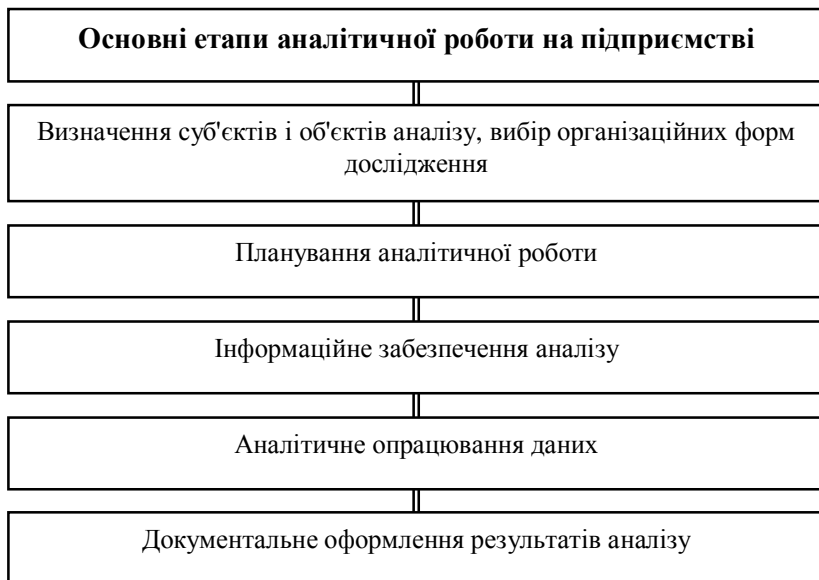 Основні етапи аналітичної роботи на підприємстві
Визначення суб'єктів і об'єктів аналізу, вибір організаційних форм
дослідження
Планування аналітичної роботи
Інформаційне забезпечення аналізу
Аналітичне опрацювання даних
Документальне оформлення результатів аналізу